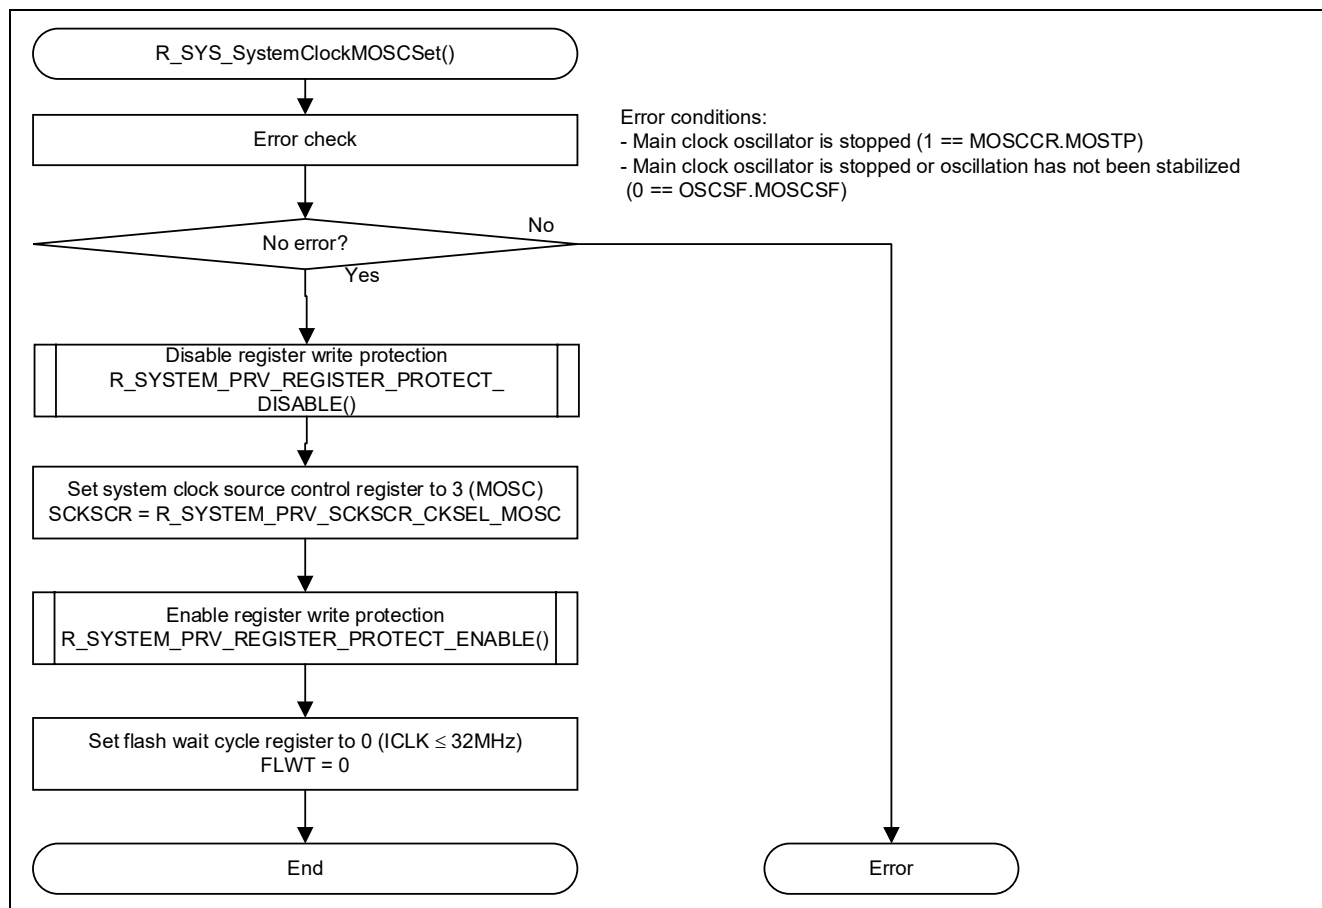 R_SYS_SystemClockMOSCSet()
Error check
Error conditions:
- Main clock oscillator is stopped (1 == MOSCCR.MOSTP)
- Main clock oscillator is stopped or oscillation has not been stabilized
(0 == OSCSF.MOSCSF)
No error?
No
Yes
Disable register write protection
R_SYSTEM_PRV_REGISTER_PROTECT_
DISABLE()
Set system clock source control register to 3 (MOSC)
SCKSCR = R_SYSTEM_PRV_SCKSCR_CKSEL_MOSC
Enable register write protection
R_SYSTEM_PRV_REGISTER_PROTECT_ENABLE()
Set flash wait cycle register to 0 (ICLK ≤ 32MHz)
FLWT = 0
End
Error